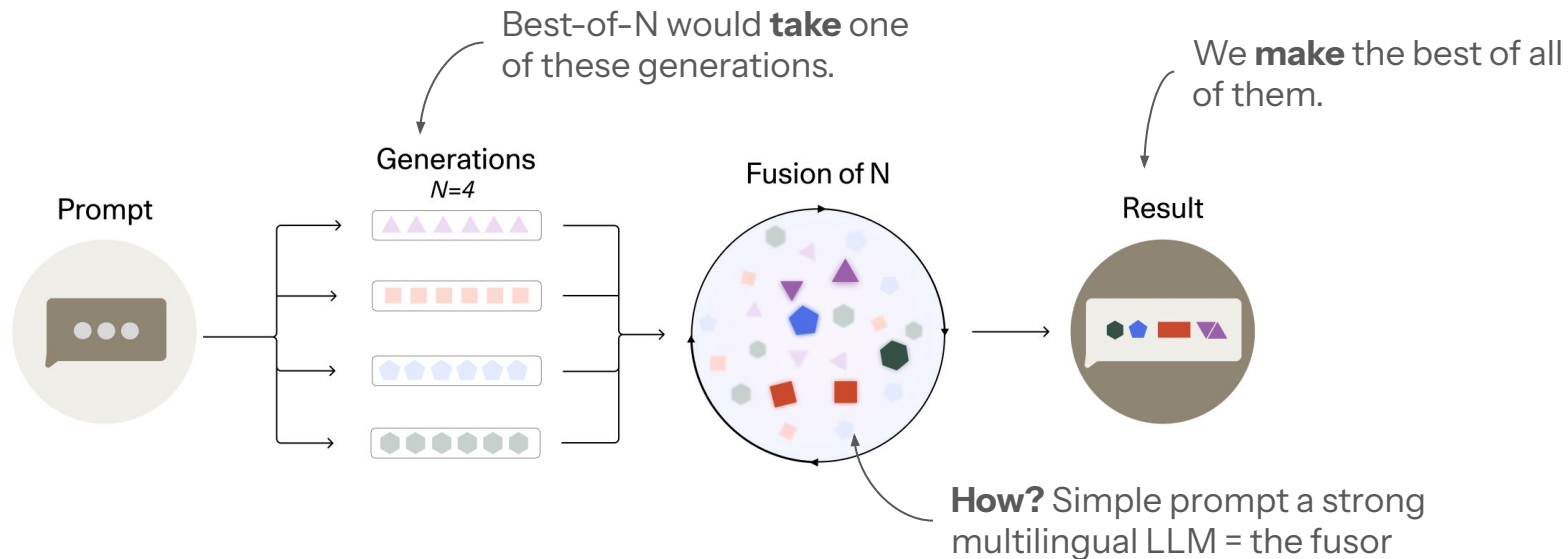 Best-of-N would take one
of these generations.
We make the best of all
of them.
Generations
N=4
Fusion of N
Prompt
Result
How? Simple prompt a strong
multilingual LLM = the fusor